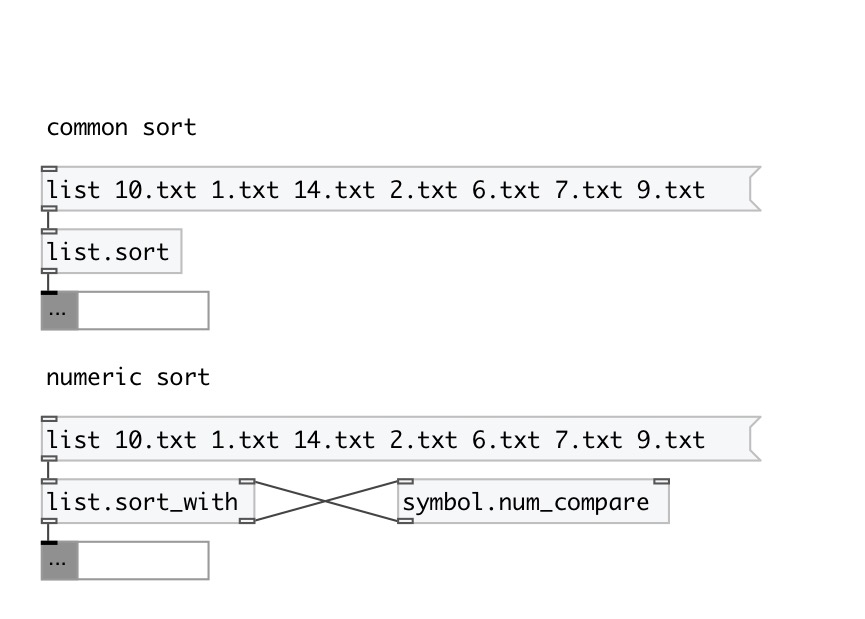 common sort
list 10.txt 1.txt 14.txt 2.txt 6.txt 7.txt 9.txt
list.sort
...
numeric sort
list 10.txt 1.txt 14.txt 2.txt 6.txt 7.txt 9.txt
list.sort_with symbol.num_compare
...